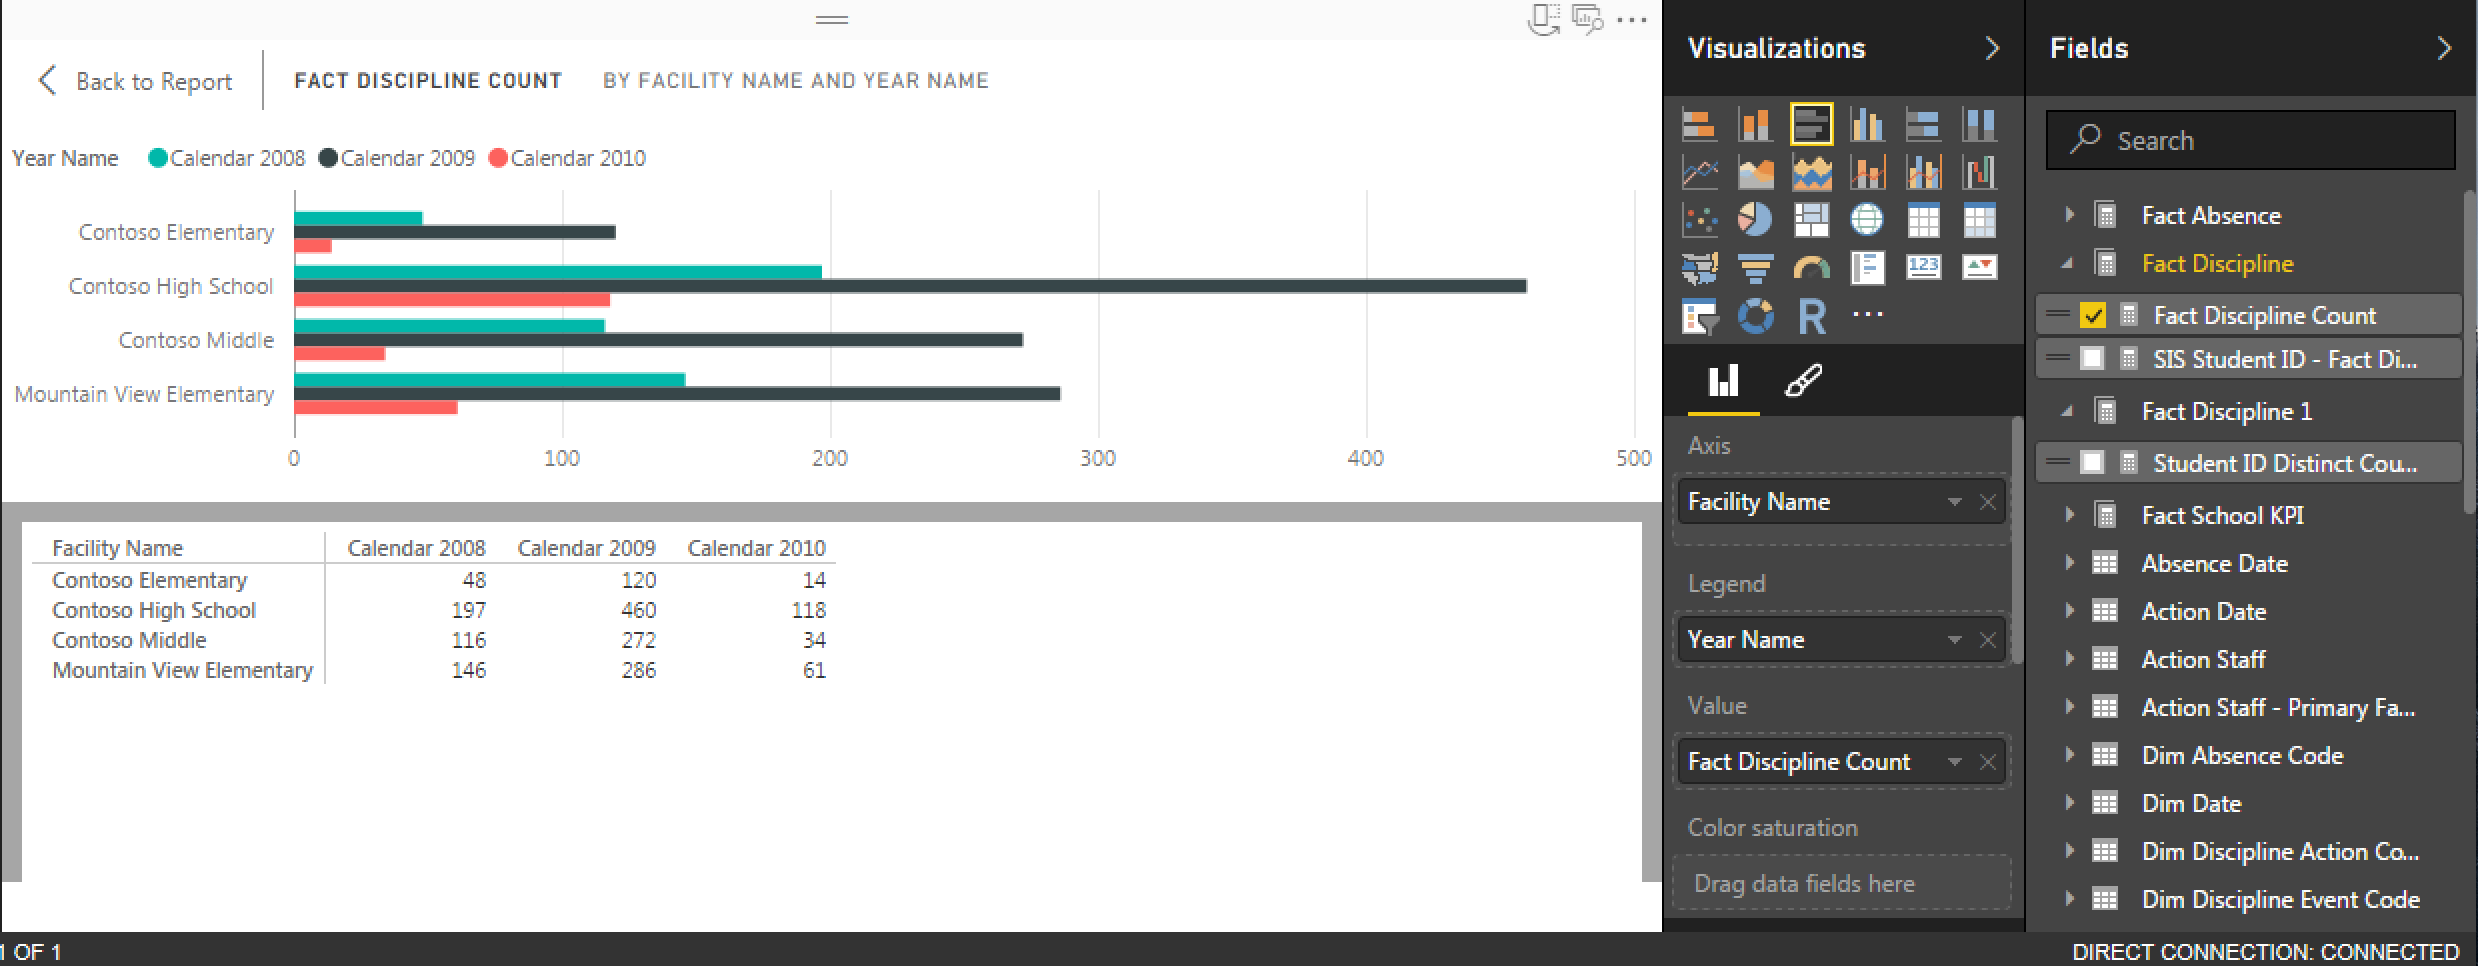 Back to Report
FACT DISCIPLINE COUNT BY FACILITY NAME AND YEAR NAME
Year Name Calendar 2008 Calendar 2009 Calendar 2010
Contoso Elementary
Contoso High School
Contoso Middle
Mountain View Elementary
0 100 200 300 400 500
Facility Name Calendar 2008 Calendar 2009 Calendar 2010
Contoso Elementary 48 120 14
Contoso High School 197 460 118
Contoso Middle 116 272 34
Mountain View Elementary 146 286 61
Visualizations
123
R
Axis
Facility Name
Legend
Year Name
Value
Fact Discipline Count
Color saturation
Drag data fields here
Fields
Search
Fact Absence
Fact Discipline
Fact Discipline Count
SIS Student ID - Fact Di...
Fact Discipline 1
Student ID Distinct Cou...
Fact School KPI
Absence Date
Action Date
Action Staff
Action Staff - Primary Fa...
Dim Absence Code
Dim Date
Dim Discipline Action Co...
Dim Discipline Event Code
1 OF 1
DIRECT CONNECTION: CONNECTED